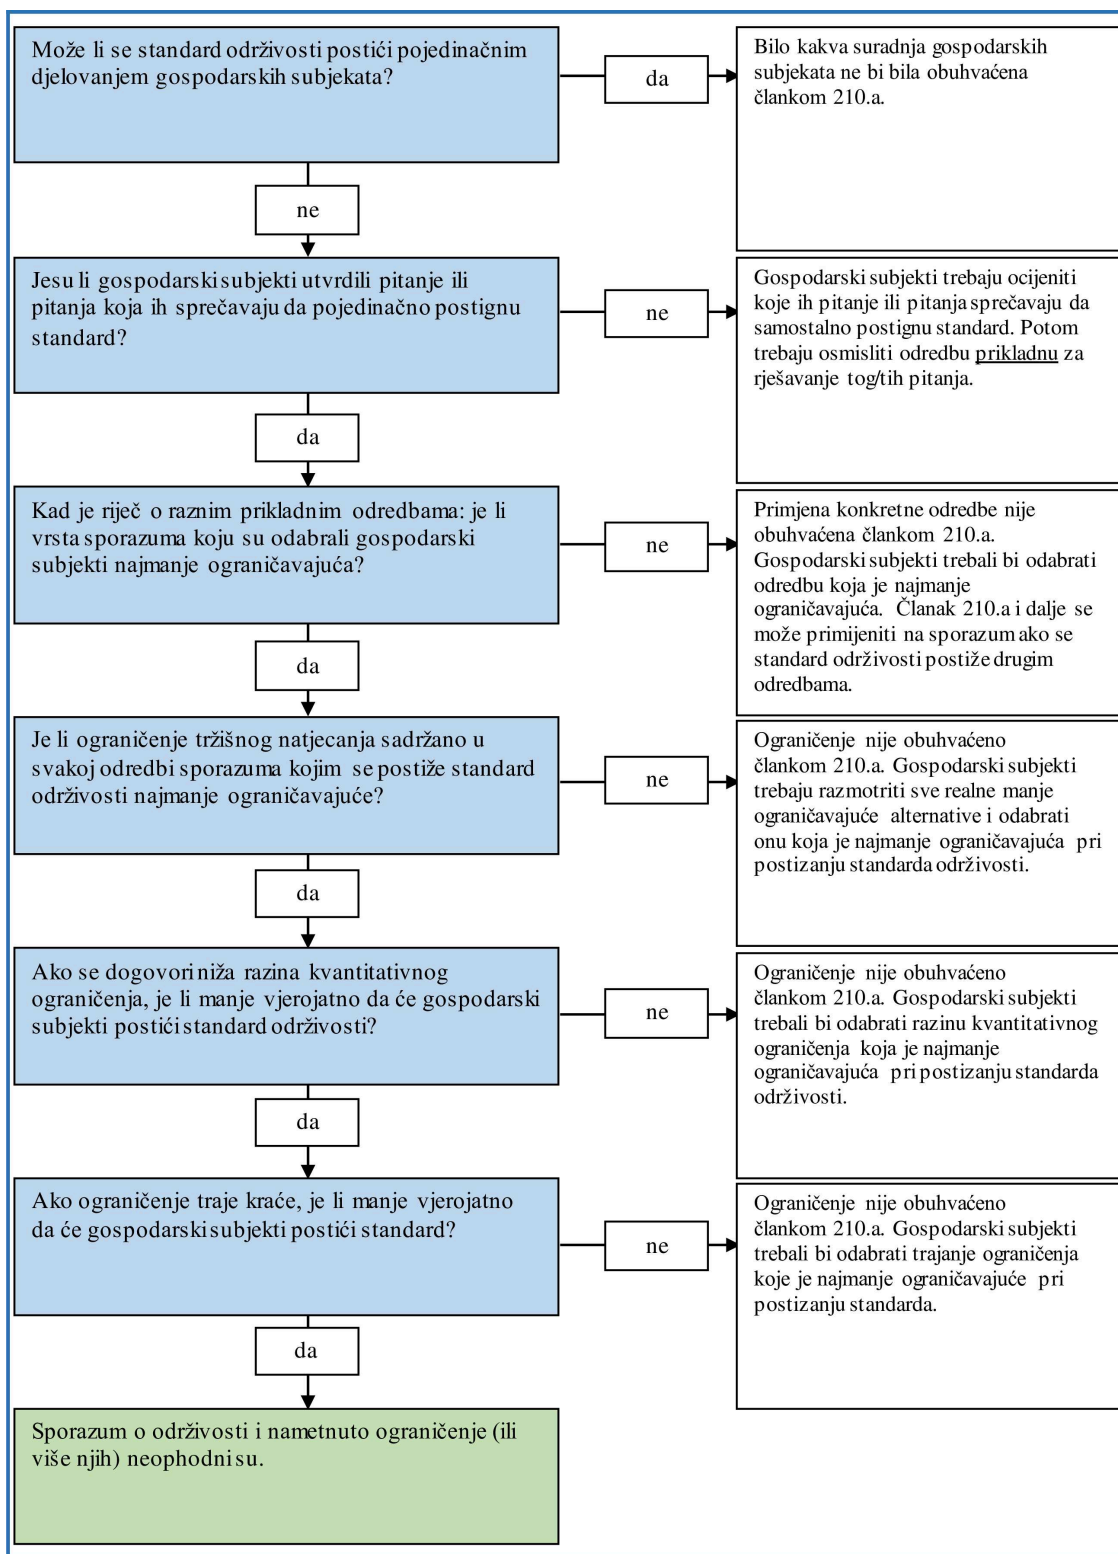 Može li se standard održivosti postići pojedinačnim
djelovanjem gospodarskih subjekata?
da
Bilo kakva suradnja gospodarskih
subjekata ne bi bila obuhvaćena
člankom 210.a.
ne
Jesu li gospodarski subjekti utvrdili pitanje ili
pitanja koja ih sprečavaju da pojedinačno postignu
standard?
ne
Gospodarski subjekti trebaju ocijeniti
koje ih pitanje ili pitanja sprečavaju da
samostalno postignu standard. Potom
trebaju osmisliti odredbu prikladnu za
rješavanje tog/tih pitanja.
da
Kad je riječ o raznim prikladnim odredbama: je li
vrsta sporazuma koju su odabrali gospodarski
subjekti najmanje ograničavajuća?
ne
Primjena konkretne odredbe nije
obuhvaćena člankom 210.a.
Gospodarski subjekti trebali bi odabrati
odredbu koja je najmanje
ograničavajuća. Članak 210.a i dalje se
može primijeniti na sporazum ako se
standard održivosti postiže drugim
odredbama.
da
Je li ograničenje tržišnog natjecanja sadržano u
svakoj odredbi sporazuma kojim se postiže standard
održivosti najmanje ograničavajuće?
ne
Ograničenje nije obuhvaćeno
člankom 210.a. Gospodarski subjekti
trebaju razmotriti sve realne manje
ograničavajuće alternative i odabrati
onu koja je najmanje ograničavajuća pri
postizanju standarda održivosti.
da
Ako se dogovori niža razina kvantitativnog
ograničenja, je li manje vjerojatno da će gospodarski
subjekti postići standard održivosti?
ne
Ograničenje nije obuhvaćeno
člankom 210.a. Gospodarski subjekti
trebali bi odabrati razinu kvantitativnog
ograničenja koja je najmanje
ograničavajuća pri postizanju standarda
održivosti.
da
Ako ograničenje traje kraće, je li manje vjerojatno
da će gospodarski subjekti postići standard?
ne
Ograničenje nije obuhvaćeno
člankom 210.a. Gospodarski subjekti
trebali bi odabrati trajanje ograničenja
koje je najmanje ograničavajuće pri
postizanju standarda.
da
Sporazum o održivosti i nametnuto ograničenje (ili
više njih) neophodni su.